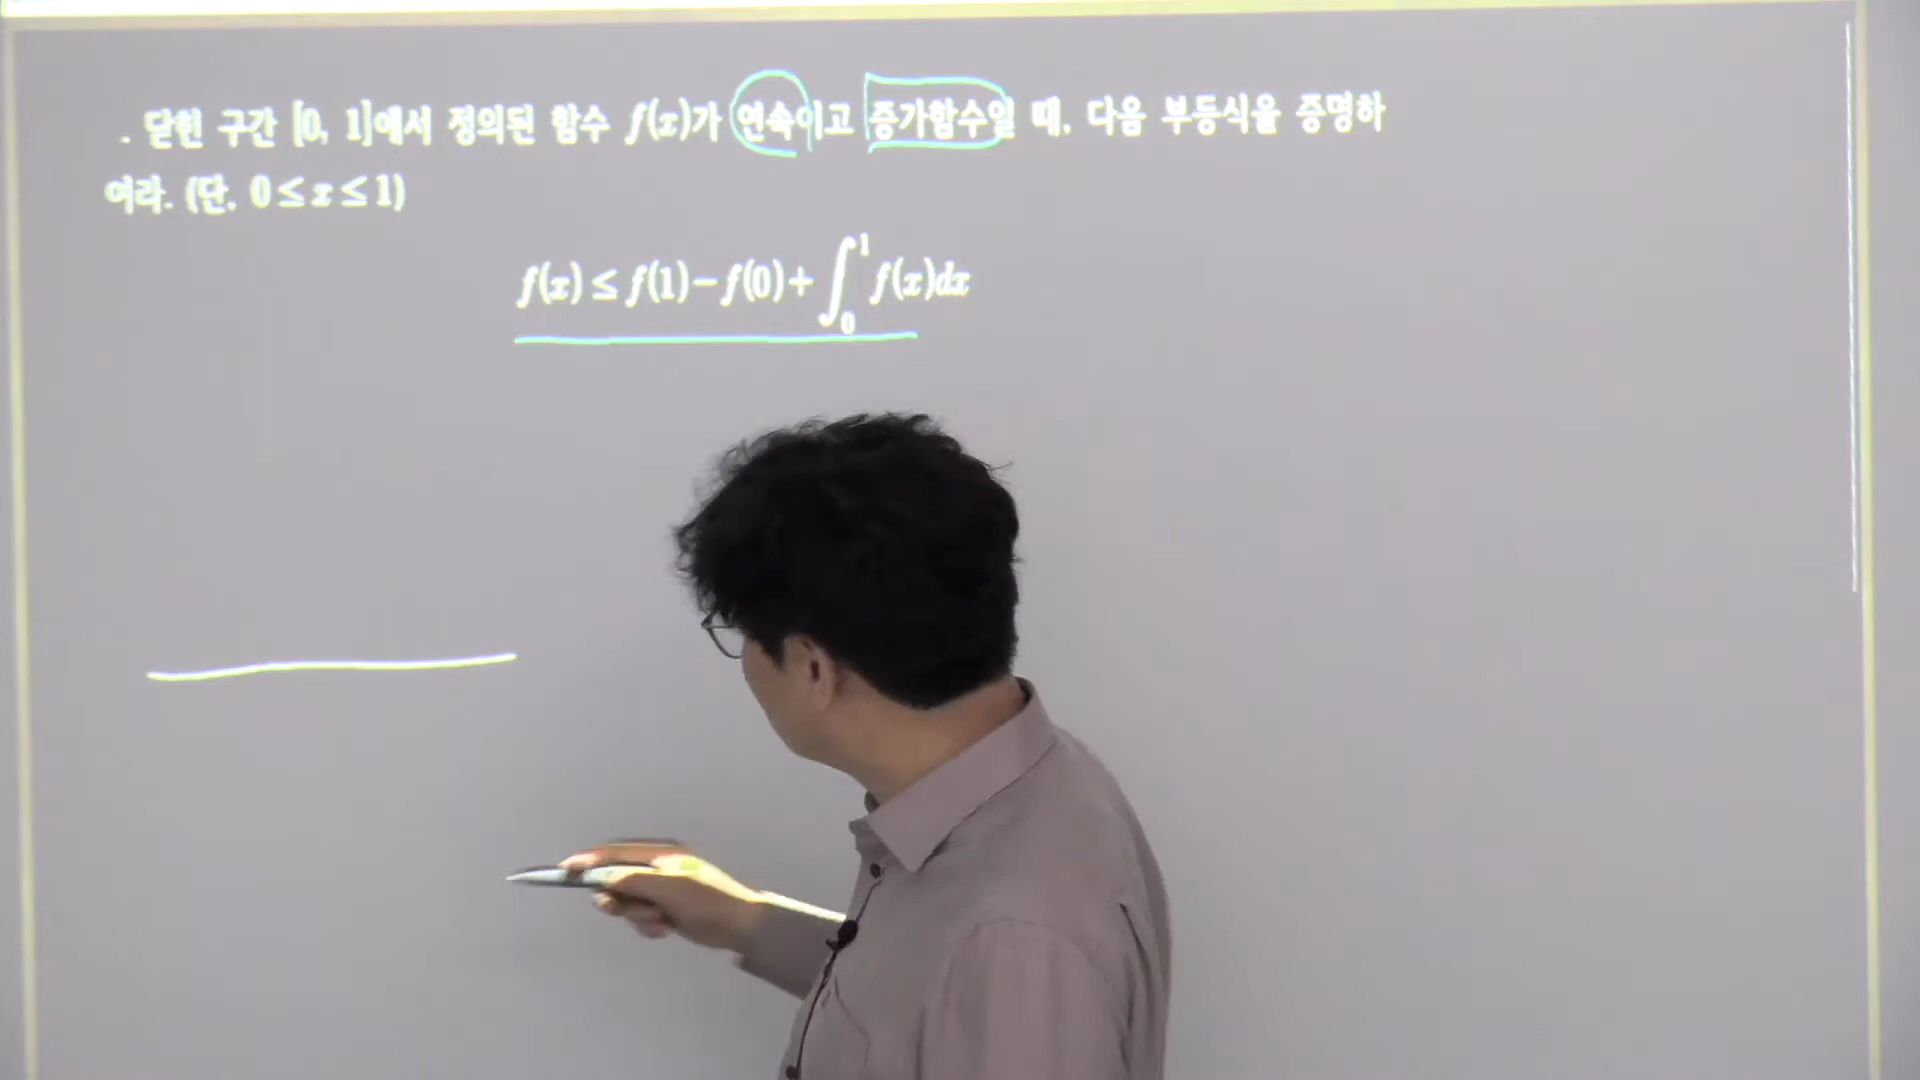 . 닫힌 구간 [0, 1]에서 정의된 함수 f(x)가 연속이고 증가함수일 때, 다음 부등식을 증명하
여라. (단, 0≤x≤1)
f(x)≤f(1)−f(0)+∫₀¹f(x)dx